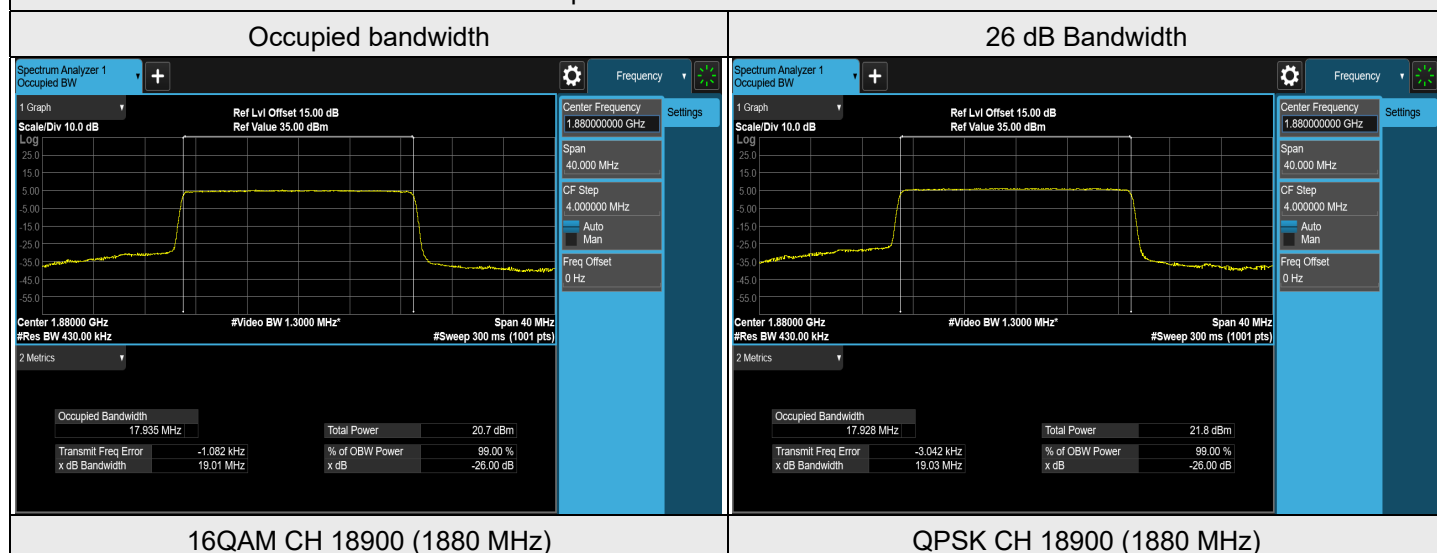 Occupied bandwidth
26 dB Bandwidth
Spectrum Analyzer 1
Occupied BW
+
Frequency
1 Graph
Scale/Div 10.0 dB
Ref Lvl Offset 15.00 dB
Ref Value 35.00 dBm
Log
25.0
15.0
5.00
-5.00
-15.0
-25.0
-35.0
-45.0
-55.0
Center 1.88000 GHz
#Res BW 430.00 kHz
#Video BW 1.3000 MHz*
Span 40 MHz
#Sweep 300 ms (1001 pts)
Center Frequency
1.880000000 GHz
Settings
Span
40.000 MHz
CF Step
4.000000 MHz
Auto
Man
Freq Offset
0 Hz
2 Metrics
Occupied Bandwidth
17.935 MHz
Total Power 20.7 dBm
Transmit Freq Error -1.082 kHz
% of OBW Power 99.00 %
x dB Bandwidth 19.01 MHz
x dB -26.00 dB
Spectrum Analyzer 1
Occupied BW
+
Frequency
1 Graph
Scale/Div 10.0 dB
Ref Lvl Offset 15.00 dB
Ref Value 35.00 dBm
Log
25.0
15.0
5.00
-5.00
-15.0
-25.0
-35.0
-45.0
-55.0
Center 1.88000 GHz
#Res BW 430.00 kHz
#Video BW 1.3000 MHz*
Span 40 MHz
#Sweep 300 ms (1001 pts)
Center Frequency
1.880000000 GHz
Settings
Span
40.000 MHz
CF Step
4.000000 MHz
Auto
Man
Freq Offset
0 Hz
2 Metrics
Occupied Bandwidth
17.928 MHz
Total Power 21.8 dBm
Transmit Freq Error -3.042 kHz
% of OBW Power 99.00 %
x dB Bandwidth 19.03 MHz
x dB -26.00 dB
16QAM CH 18900 (1880 MHz)
QPSK CH 18900 (1880 MHz)